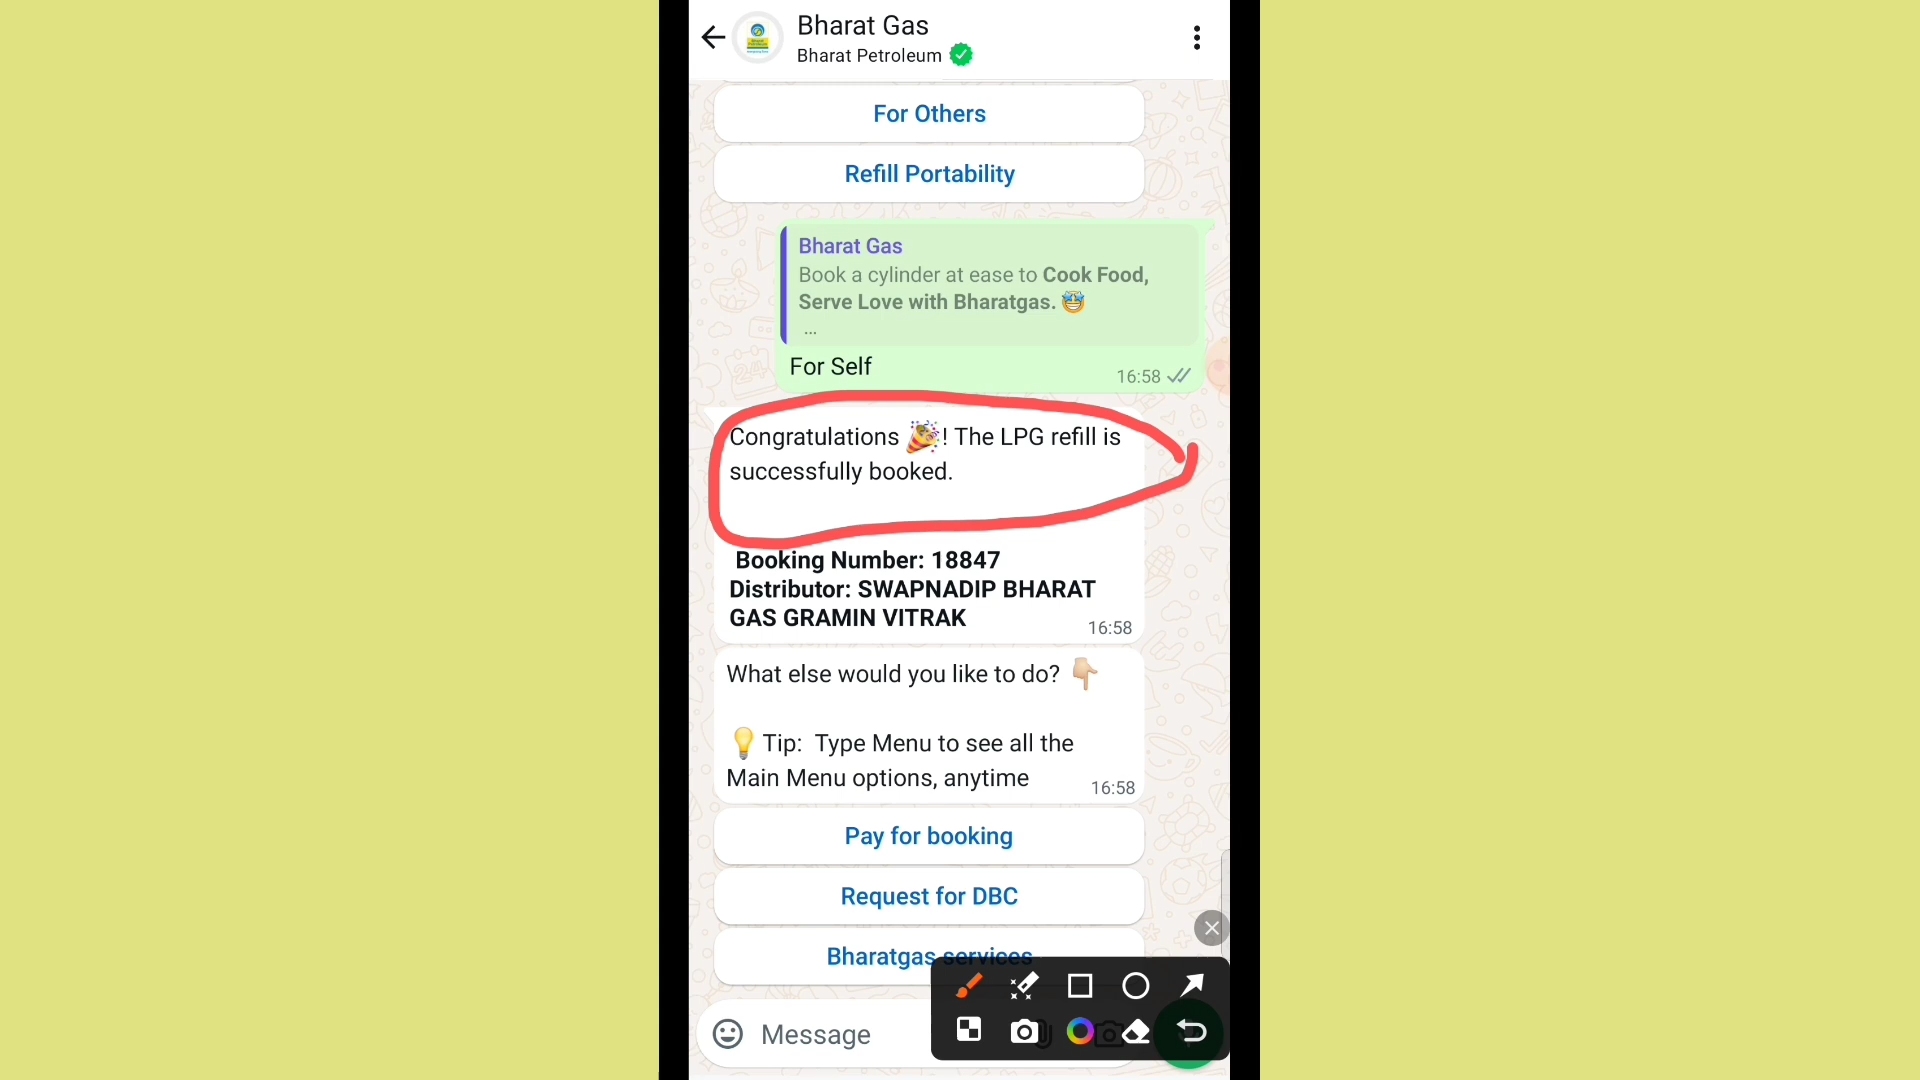 Bharat Gas
Bharat Petroleum
For Others
Refill Portability
Bharat Gas
Book a cylinder at ease to Cook Food,
Serve Love with Bharatgas. 🤩
...
For Self
16:58
Congratulations 🎉! The LPG refill is
successfully booked.
Booking Number: 18847
Distributor: SWAPNADIP BHARAT
GAS GRAMIN VITRAK
16:58
What else would you like to do? 👇🏼
💡Tip: Type Menu to see all the
Main Menu options, anytime
16:58
Pay for booking
Request for DBC
Bharatgas services
Message